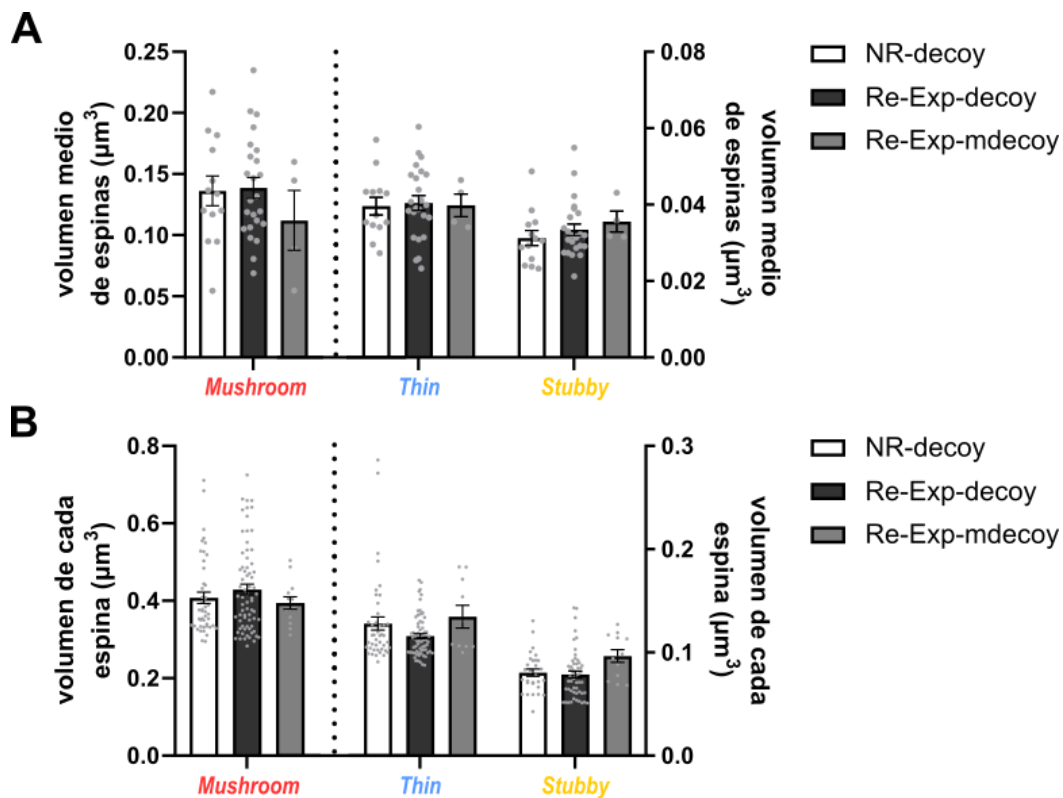 A
volumen medio
de espinas (µm³)
0.25
0.20
0.15
0.10
0.05
0.00
0.08
0.06
0.04
0.02
0.00
volumen medio
de espinas (µm³)
Mushroom
Thin
Stubby
NR-decoy
Re-Exp-decoy
Re-Exp-mdecoy
B
volumen de cada
espina (µm³)
0.8
0.6
0.4
0.2
0.0
0.3
0.2
0.1
0.0
volumen de cada
espina (µm³)
Mushroom
Thin
Stubby
NR-decoy
Re-Exp-decoy
Re-Exp-mdecoy